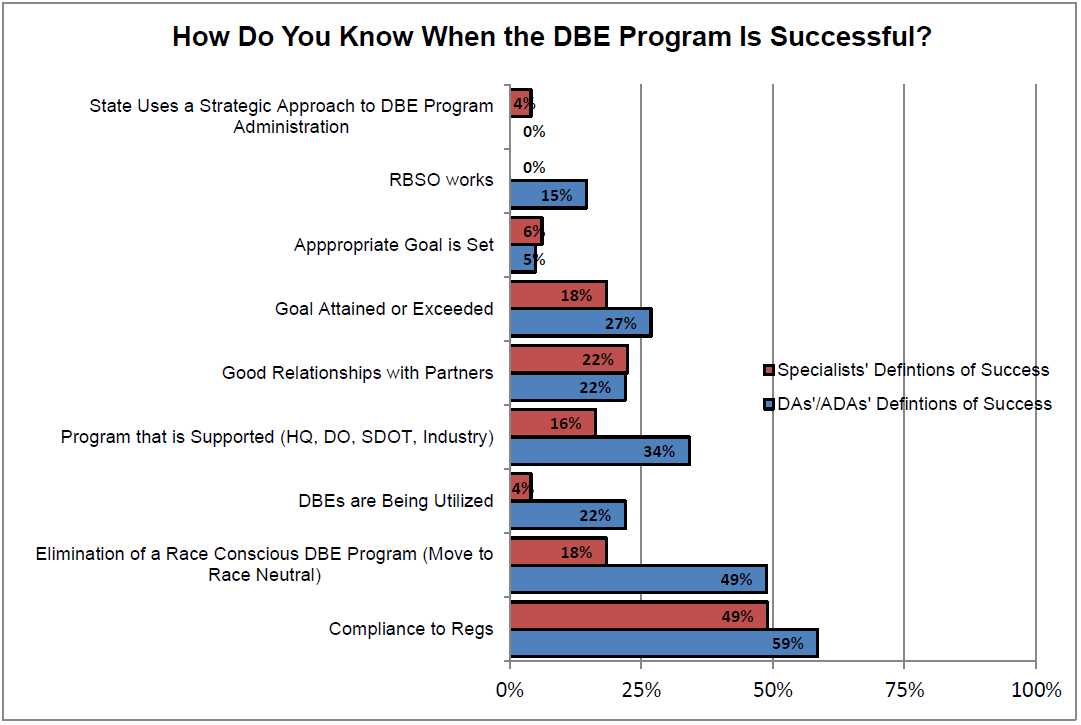 How Do You Know When the DBE Program Is Successful?
State Uses a Strategic Approach to DBE Program
Administration
4%
0%
RBSO works
0%
15%
Apppropriate Goal is Set
6%
5%
Goal Attained or Exceeded
18%
27%
Good Relationships with Partners
22%
22%
Program that is Supported (HQ, DO, SDOT, Industry)
16%
34%
DBEs are Being Utilized
4%
22%
Elimination of a Race Conscious DBE Program (Move to
Race Neutral)
18%
49%
Compliance to Regs
49%
59%
Specialists' Defintions of Success
DAs'/ADAs' Defintions of Success
0%
25%
50%
75%
100%